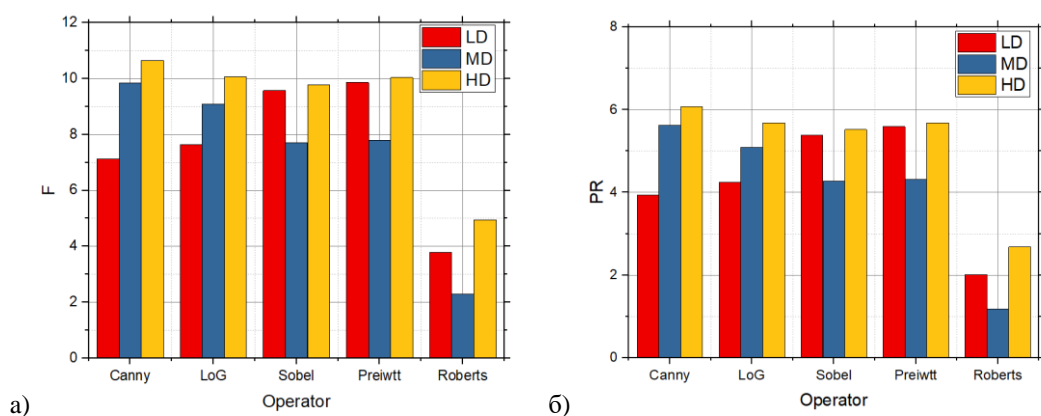 12
10
8
6
4
2
0
F
LD
MD
HD
Canny LoG Sobel Preiwtt Roberts
Operator
а)
8
6
4
2
0
PR
LD
MD
HD
Canny LoG Sobel Preiwtt Roberts
Operator
б)